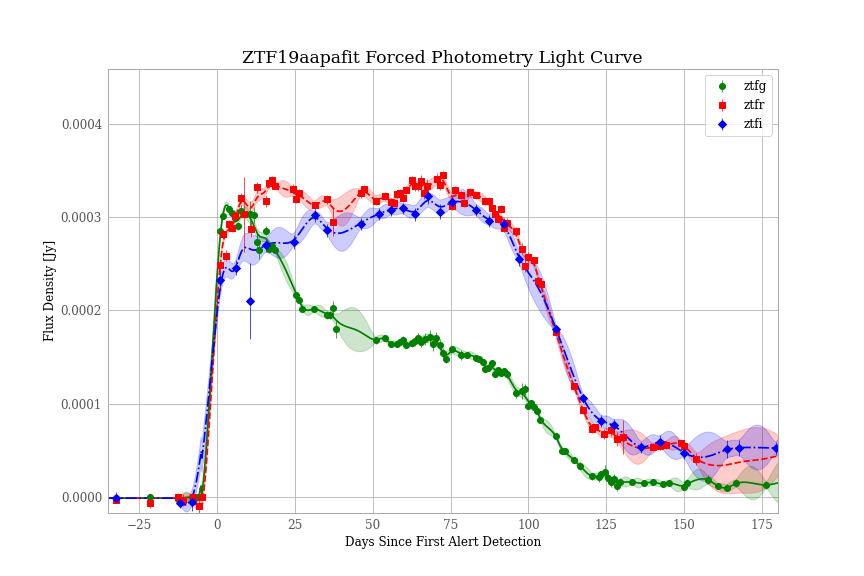 ZTF19aapafit Forced Photometry Light Curve
ztfg
ztfr
ztfi
0.0004
0.0003
0.0002
0.0001
0.0000
Flux Density [Jy]
−25
0
25
50
75
100
125
150
175
Days Since First Alert Detection